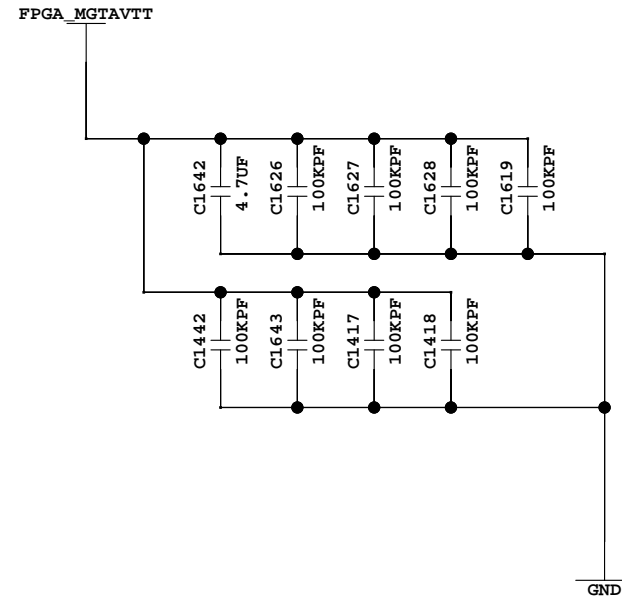 FPGA_MGTAVTT
C1642
4.7UF
C1626
100KPF
C1627
100KPF
C1628
100KPF
C1619
100KPF
C1442
100KPF
C1643
100KPF
C1417
100KPF
C1418
100KPF
GND